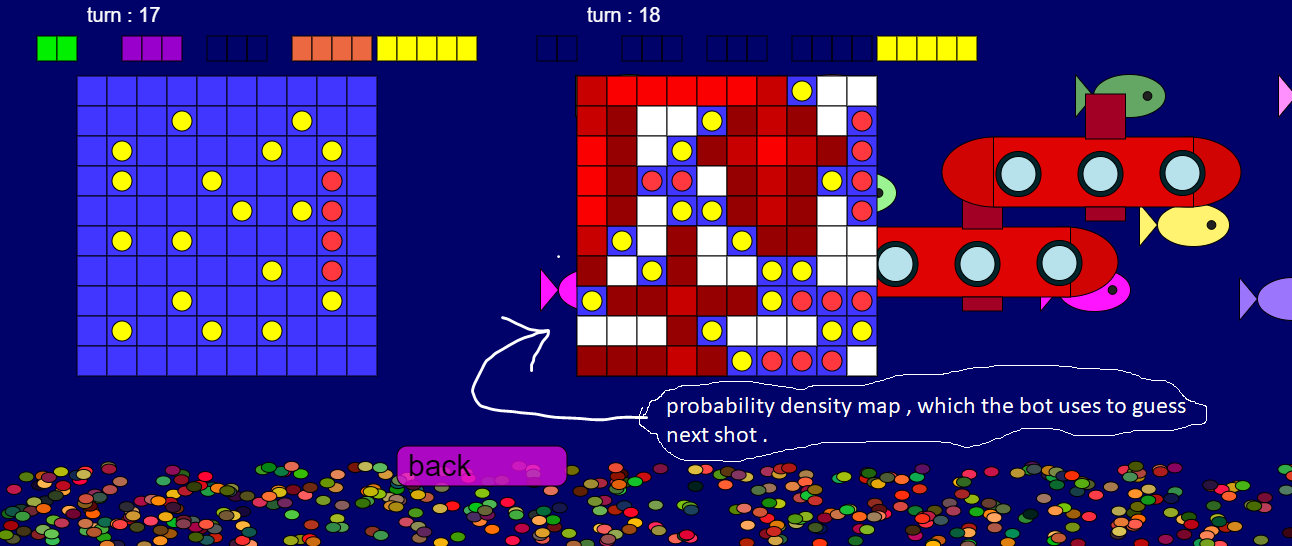 turn : 17
turn : 18
probability density map , which the bot uses to guess
next shot .
back